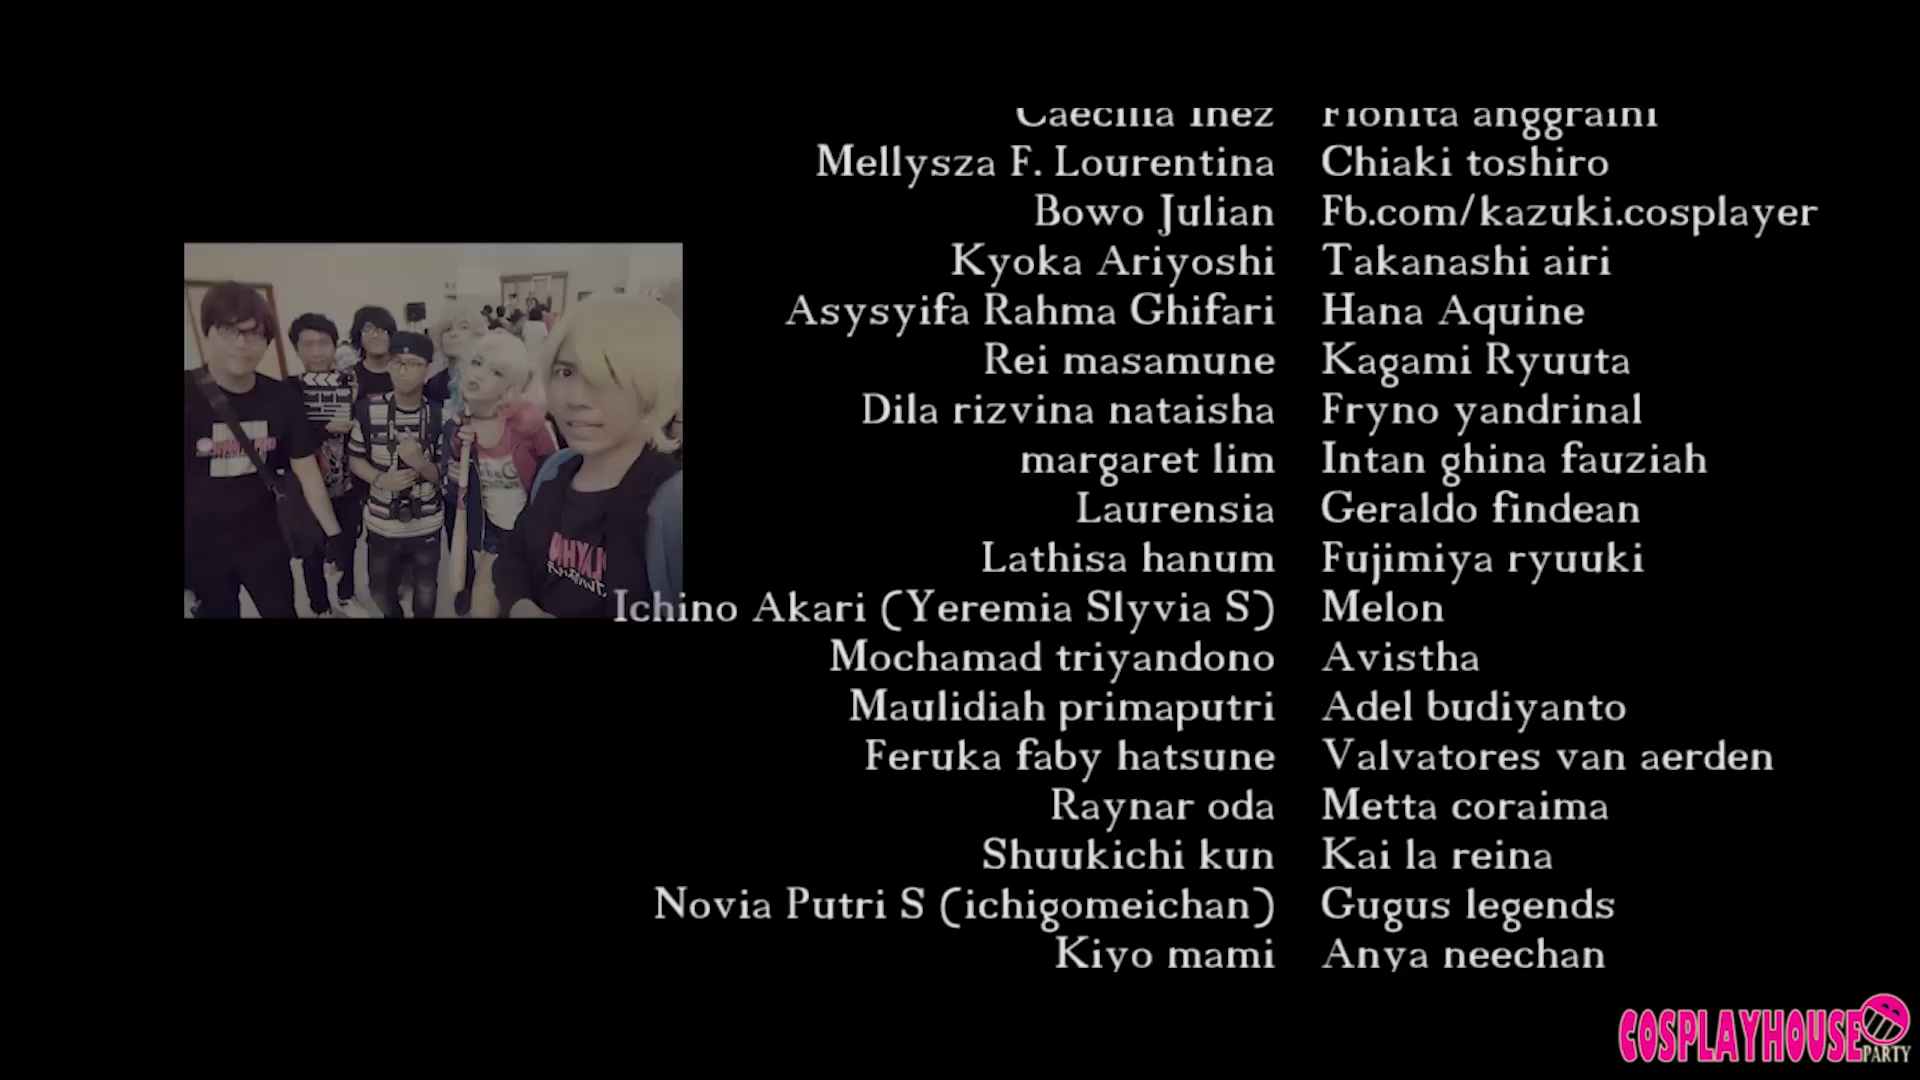 Caecilia Inez Fionita anggraini
Mellysza F. Lourentina Chiaki toshiro
Bowo Julian Fb.com/kazuki.cosplayer
Kyoka Ariyoshi Takanashi airi
Asysyifa Rahma Ghifari Hana Aquine
Rei masamune Kagami Ryuuta
Dila rizvina nataisha Fryno yandrinal
margaret lim Intan ghina fauziah
Laurensia Geraldo findean
Lathisa hanum Fujimiya ryuuki
Ichino Akari (Yeremia Slyvia S) Melon
Mochamad triyandono Avistha
Maulidiah primaputri Adel budiyanto
Feruka faby hatsune Valvatores van aerden
Raynar oda Metta coraima
Shuukichi kun Kai la reina
Novia Putri S (ichigomeichan) Gugus legends
Kiyo mami Anya neechan
COSPLAYHOUSE
PARTY